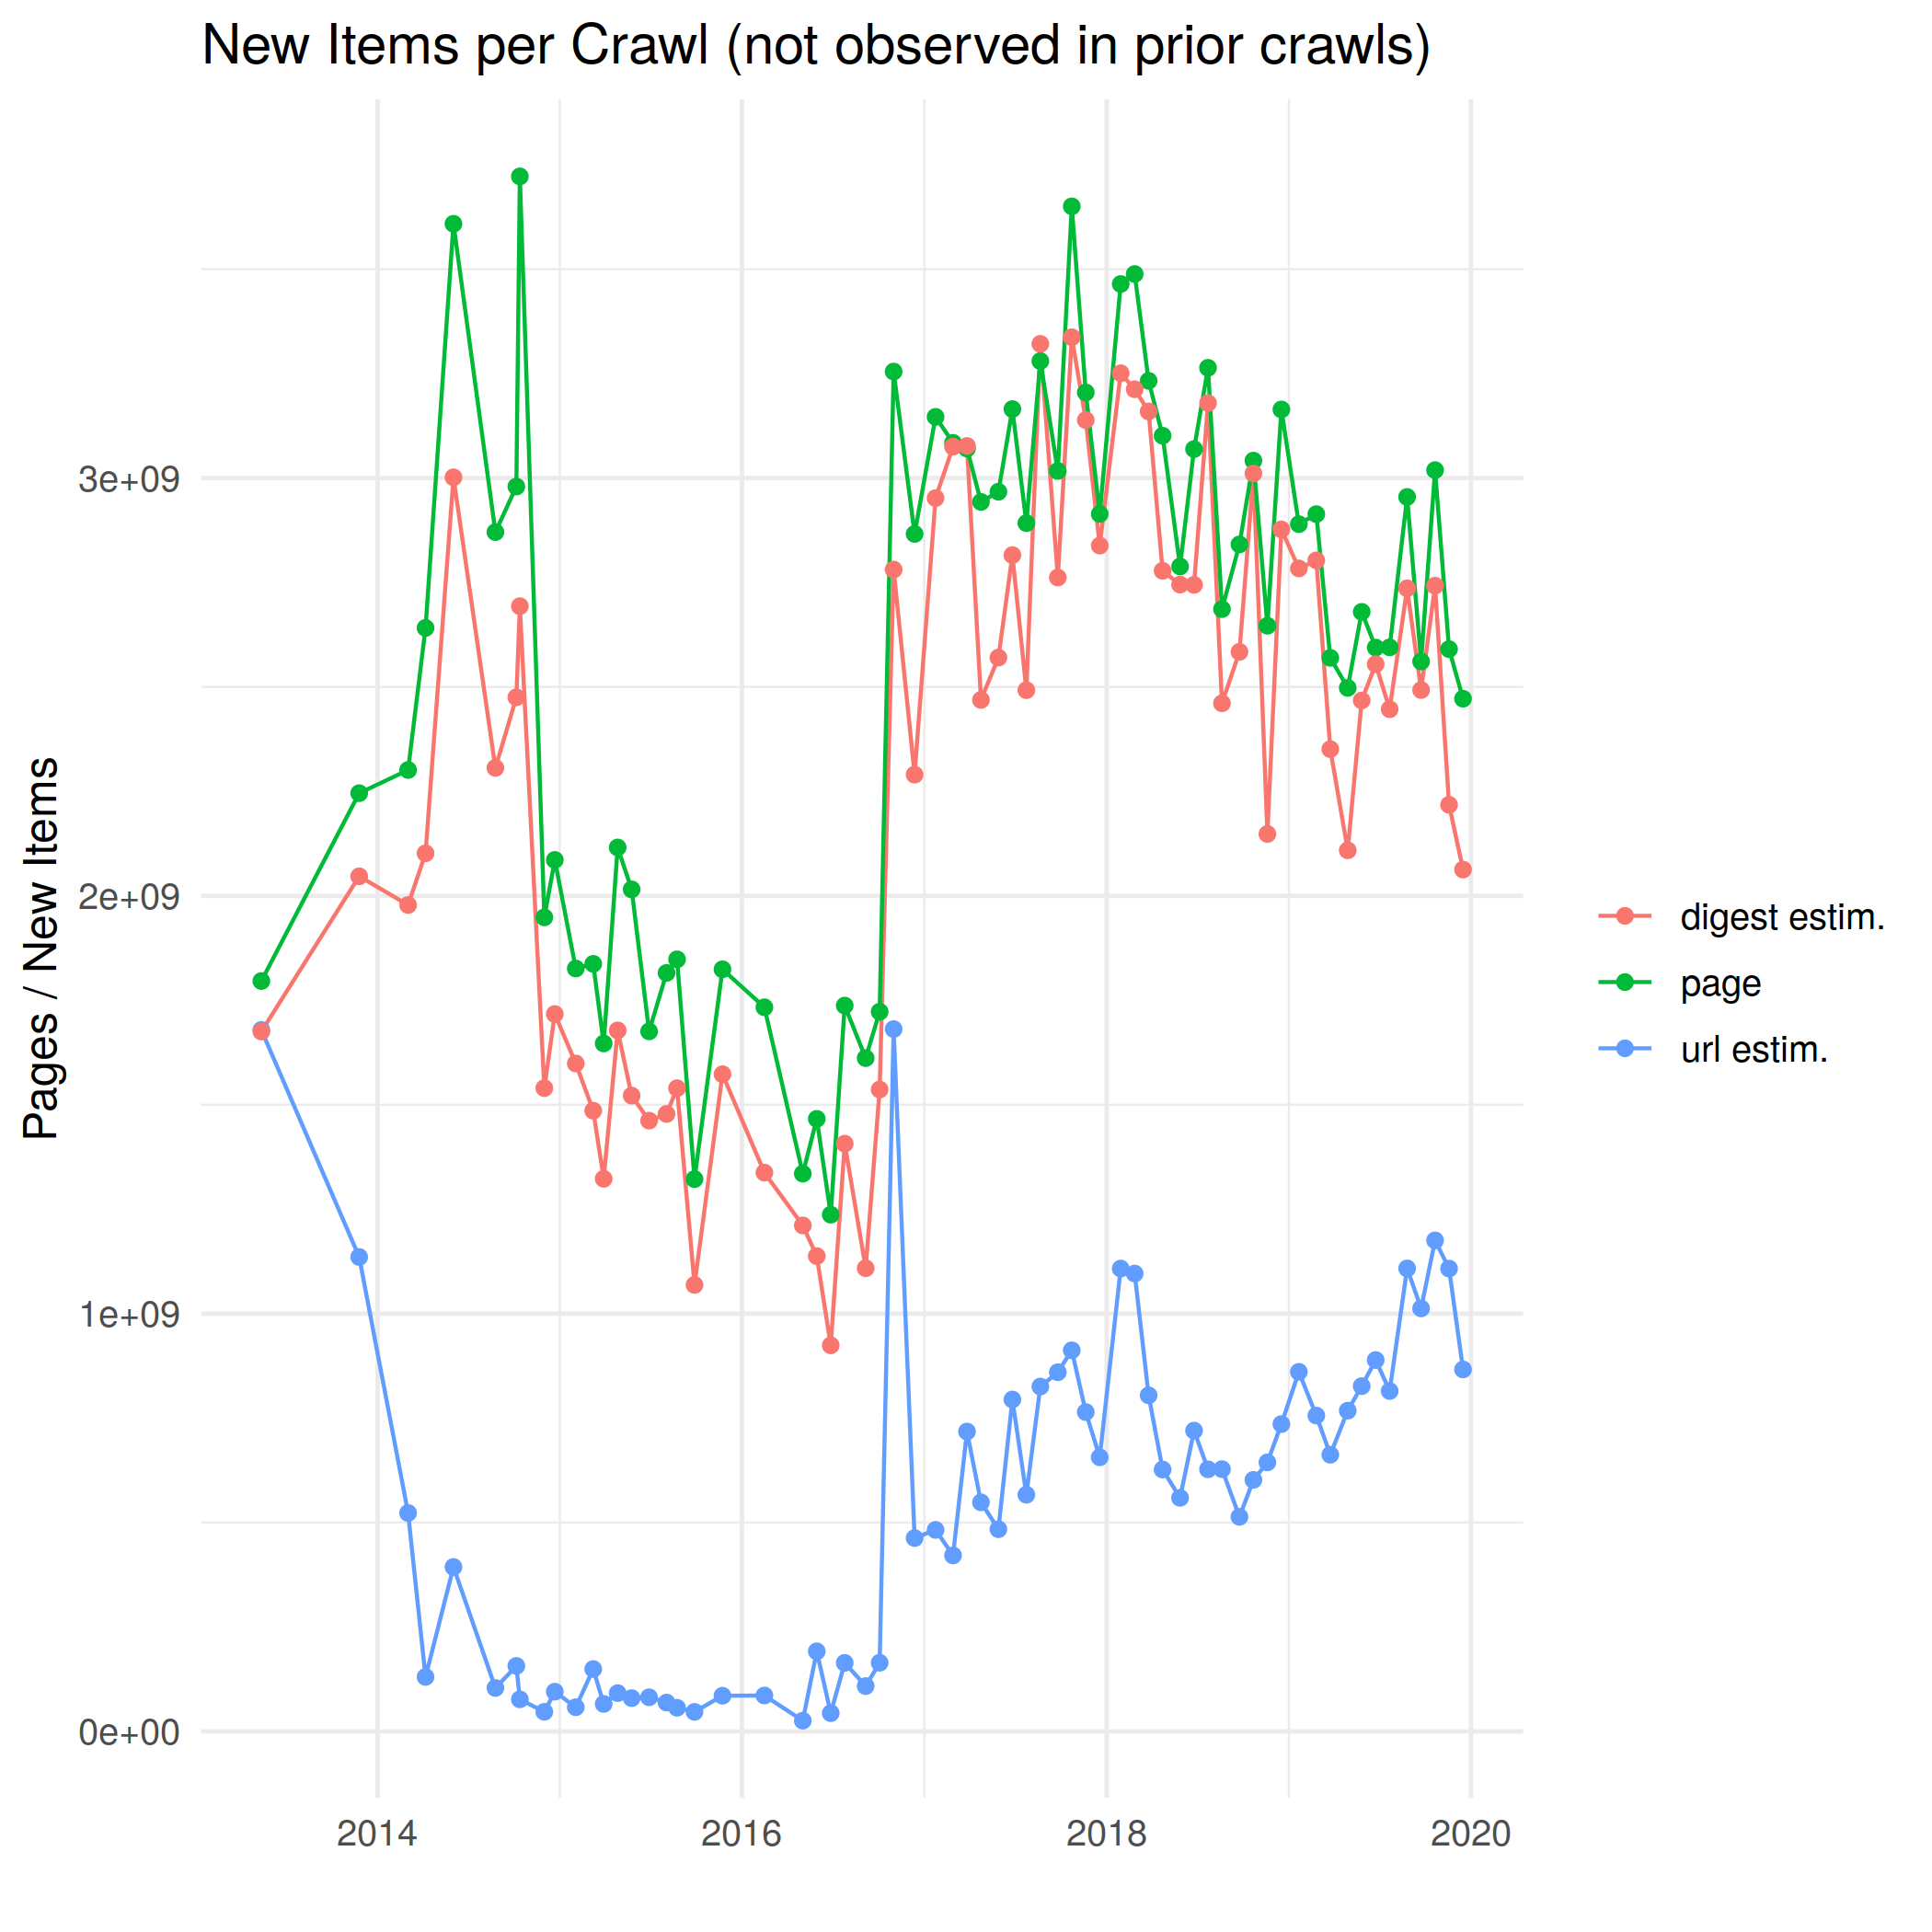 New Items per Crawl (not observed in prior crawls)
Pages / New Items
3e+09
2e+09
1e+09
0e+00
2014
2016
2018
2020
digest estim.
page
url estim.